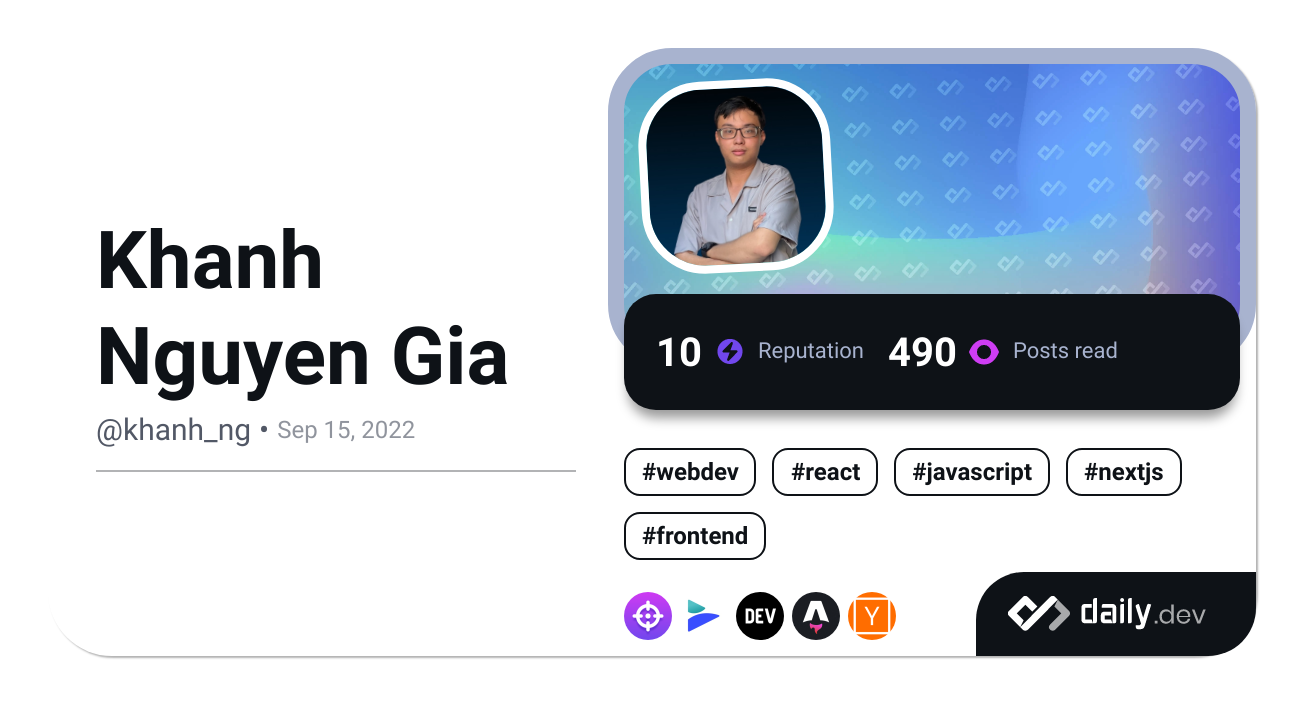 Khanh
Nguyen Gia
@khanh_ng • Sep 15, 2022
10 Reputation 490 Posts read
#webdev #react #javascript #nextjs
#frontend
DEV Y
daily.dev